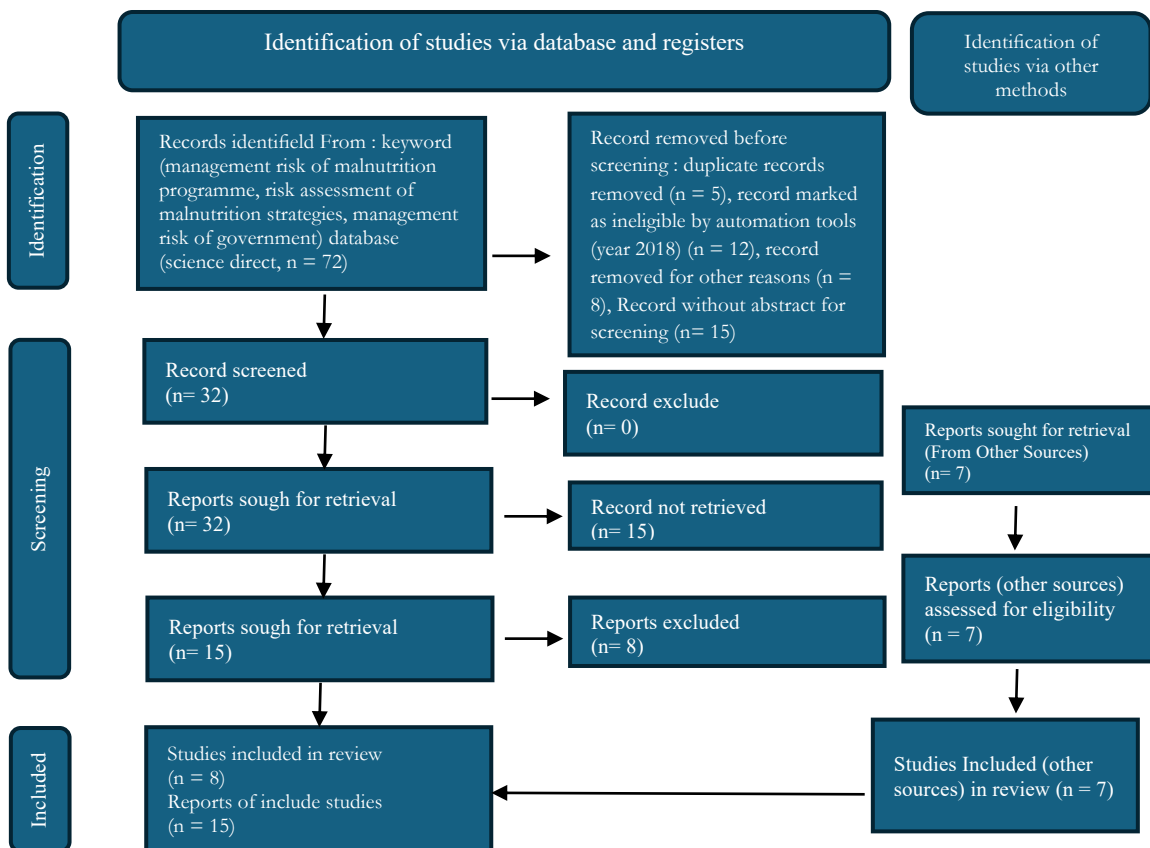 Identification of studies via database and registers
Identification of
studies via other
methods
Identification
Records identifield From : keyword
(management risk of malnutrition
programme, risk assessment of
malnutrition strategies, management
risk of government) database
(science direct, n = 72)
Record removed before
screening : duplicate records
removed (n = 5), record marked
as ineligible by automation tools
(year 2018) (n = 12), record
removed for other reasons (n =
8), Record without abstract for
screening (n= 15)
Screening
Record screened
(n= 32)
Record exclude
(n= 0)
Reports sought for retrieval
(From Other Sources)
(n= 7)
Reports sough for retrieval
(n= 32)
Record not retrieved
(n= 15)
Reports (other sources)
assessed for eligibility
(n = 7)
Reports sough for retrieval
(n= 15)
Reports excluded
(n= 8)
Included
Studies included in review
(n = 8)
Reports of include studies
(n = 15)
Studies Included (other
sources) in review (n = 7)